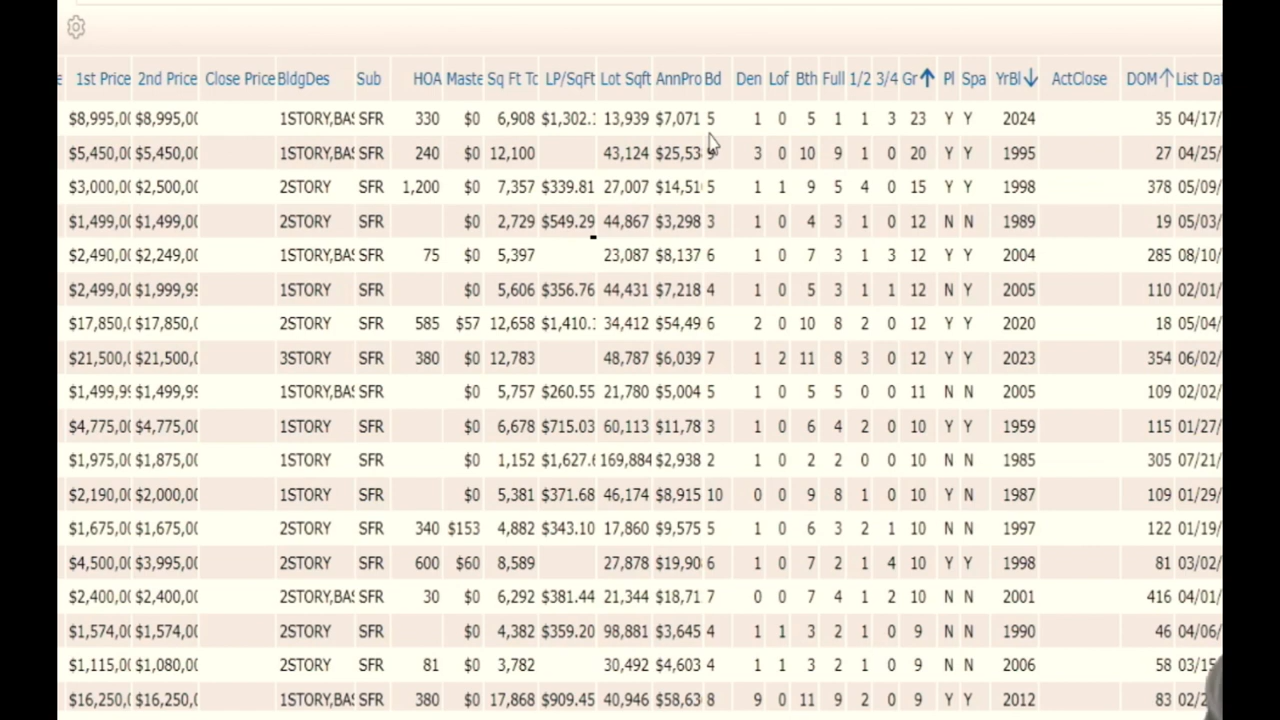 1st Price 2nd Price Close Price BldgDes Sub HOA Maste Sq Ft To LP/SqFt Lot Sqft AnnPro Bd Den Lof Bth Full 1/2 3/4 Gr Pl Spa YrBl ActClose DOM List Da
$8,995,0 $8,995,0 1STORY,BA SFR 330 $0 6,908 $1,302. 13,939 $7,071 5 1 0 5 1 1 3 23 Y Y 2024 35 04/17/
$5,450,0 $5,450,0 1STORY,BA SFR 240 $0 12,100 43,124 $25,53 9 3 0 10 9 1 0 20 Y Y 1995 27 04/25/
$3,000,0 $2,500,0 2STORY SFR 1,200 $0 7,357 $339.81 27,007 $14,51 5 1 1 9 5 4 0 15 Y Y 1998 378 05/09/
$1,499,0 $1,499,0 2STORY SFR $0 2,729 $549.29 44,867 $3,298 3 1 0 4 3 1 0 12 N N 1989 19 05/03/
$2,490,0 $2,249,0 1STORY,BA SFR 75 $0 5,397 23,087 $8,137 6 1 0 7 3 1 3 12 Y Y 2004 285 08/10/
$2,499,0 $1,999,99 1STORY SFR $0 5,606 $356.76 44,431 $7,218 4 1 0 5 3 1 1 12 N Y 2005 110 02/01/
$17,850, $17,850, 2STORY SFR 585 $57 12,658 $1,410. 34,412 $54,49 6 2 0 10 8 2 0 12 Y Y 2020 18 05/04/
$21,500, $21,500, 3STORY SFR 380 $0 12,783 48,787 $6,039 7 1 2 11 8 3 0 12 Y Y 2023 354 06/02/
$1,499,99 $1,499,99 1STORY,BA SFR $0 5,757 $260.55 21,780 $5,004 5 1 0 5 5 0 0 11 N N 2005 109 02/02/
$4,775,0 $4,775,0 1STORY SFR $0 6,678 $715.03 60,113 $11,78 3 1 0 6 4 2 0 10 Y Y 1959 115 01/27/
$1,975,0 $1,875,0 1STORY SFR $0 1,152 $1,627.6 169,884 $2,938 2 1 0 2 2 0 0 10 N N 1985 305 07/21/
$2,190,0 $2,000,0 1STORY SFR $0 5,381 $371.68 46,174 $8,915 10 0 0 9 8 1 0 10 Y N 1987 109 01/29/
$1,675,0 $1,675,0 2STORY SFR 340 $153 4,882 $343.10 17,860 $9,575 5 1 0 6 3 2 1 10 N N 1997 122 01/19/
$4,500,0 $3,995,0 2STORY SFR 600 $60 8,589 27,878 $19,90 6 1 0 7 2 1 4 10 Y Y 1998 81 03/02/
$2,400,0 $2,400,0 2STORY,BA SFR 30 $0 6,292 $381.44 21,344 $18,71 7 0 0 7 4 1 2 10 N N 2001 416 04/01/
$1,574,0 $1,574,0 2STORY SFR $0 4,382 $359.20 98,881 $3,645 4 1 1 3 2 1 0 9 N N 1990 46 04/06/
$1,115,0 $1,080,0 2STORY SFR 81 $0 3,782 30,492 $4,603 4 1 1 3 2 1 0 9 N N 2006 58 03/15
$16,250, $16,250, 1STORY,BA SFR 380 $0 17,868 $909.45 40,946 $58,63 8 9 0 11 9 2 0 9 Y Y 2012 83 02/2